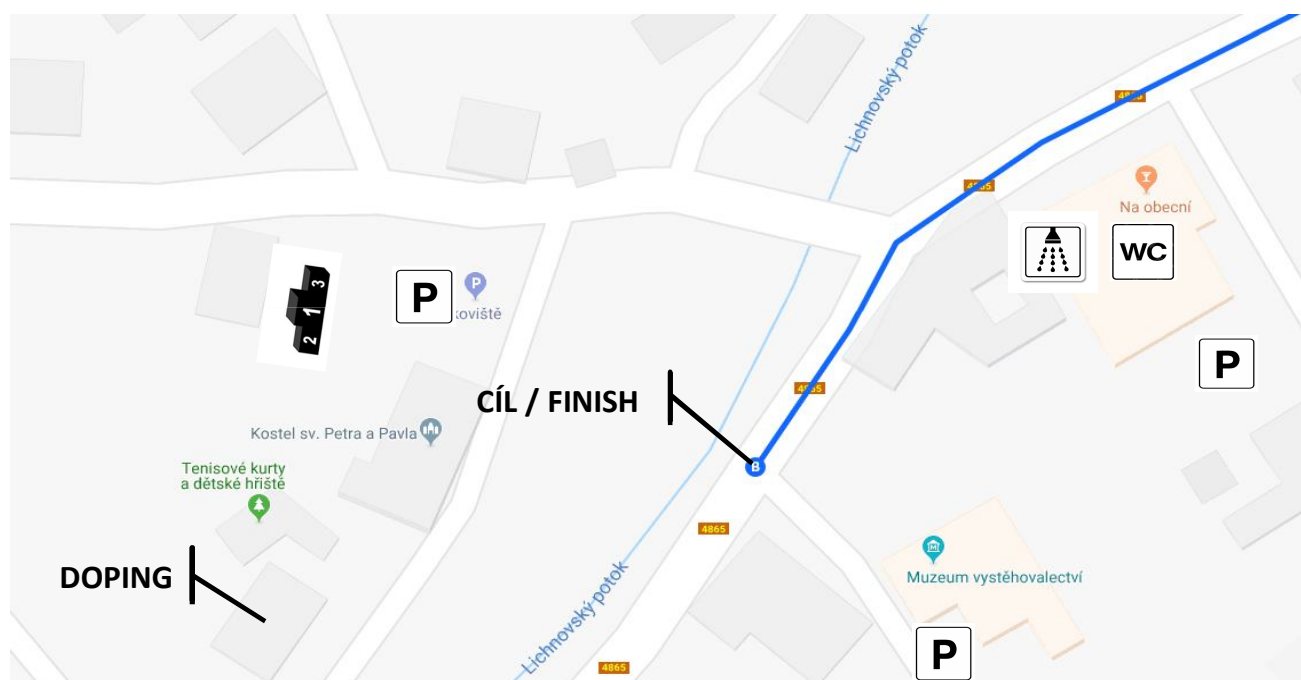 Lichnovský potok
4865
4865
Na obecní
WC
3
1
2
P
P
koviště
P
4865
CÍL / FINISH
Kostel sv. Petra a Pavla
B
Tenisové kurty
a dětské hřiště
4865
DOPING
M
Muzeum vystěhovalectví
Lichnovský potok
P
4865